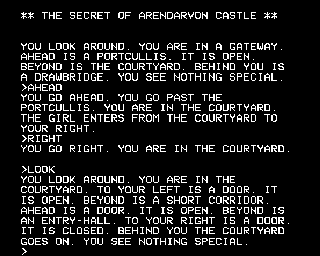 ** THE SECRET OF ARENDARVON CASTLE **
YOU LOOK AROUND. YOU ARE IN A GATEWAY.
AHEAD IS A PORTCULLIS. IT IS OPEN.
BEYOND IS THE COURTYARD. BEHIND YOU IS
A DRAWBRIDGE. YOU SEE NOTHING SPECIAL.
>AHEAD
YOU GO AHEAD. YOU GO PAST THE
PORTCULLIS. YOU ARE IN THE COURTYARD.
THE GIRL ENTERS FROM THE COURTYARD TO
YOUR RIGHT.
>RIGHT
YOU GO RIGHT. YOU ARE IN THE COURTYARD.
>LOOK
YOU LOOK AROUND. YOU ARE IN THE
COURTYARD. TO YOUR LEFT IS A DOOR. IT
IS OPEN. BEYOND IS A SHORT CORRIDOR.
AHEAD IS A DOOR. IT IS OPEN. BEYOND IS
AN ENTRY-HALL. TO YOUR RIGHT IS A DOOR.
IT IS CLOSED. BEHIND YOU THE COURTYARD
GOES ON. YOU SEE NOTHING SPECIAL.
>